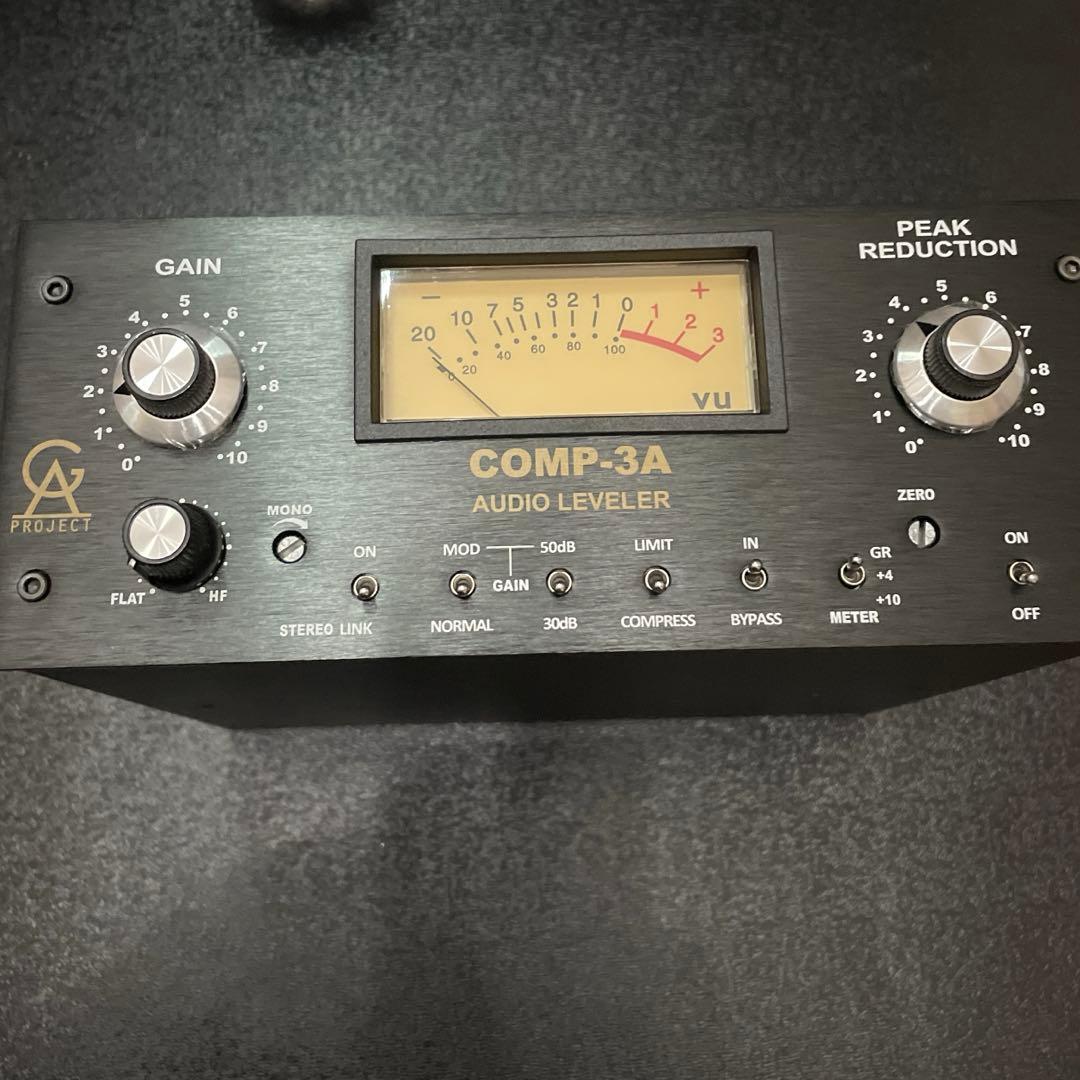 GAIN
0 1 2 3 4 5 6 7 8 9 10
− 20 10 7 5 3 2 1 0 1 2 3 +
0 20 40 60 80 100
vu
PEAK
REDUCTION
0 1 2 3 4 5 6 8 9 10
GA
PROJECT
COMP-3A
AUDIO LEVELER
FLAT HF
MONO
ON
STEREO LINK
MOD 50dB
GAIN
NORMAL 30dB
LIMIT
COMPRESS
IN
BYPASS
GR
+4
+10
METER
ZERO
ON
OFF